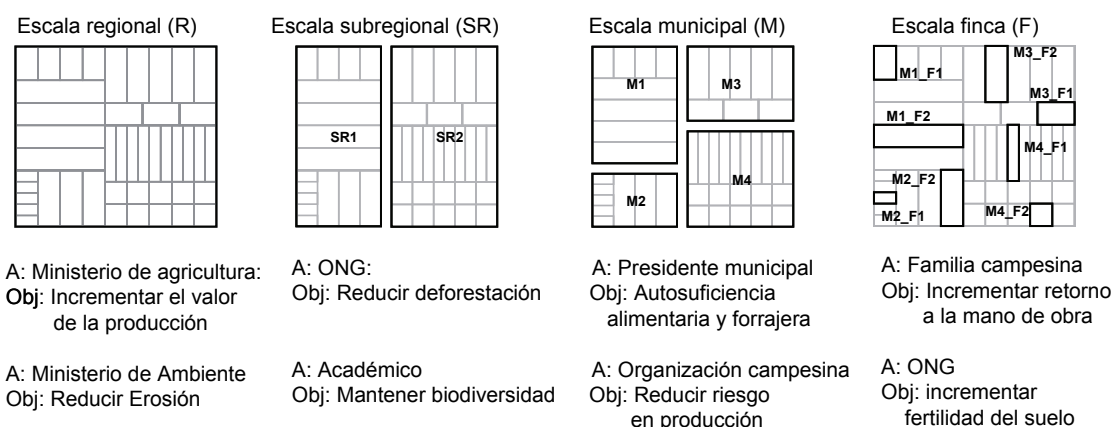 Escala regional (R)
Escala subregional (SR)
Escala municipal (M)
Escala finca (F)
SR1
SR2
M1
M3
M2
M4
M3_F2
M1_F1
M3_F1
M1_F2
M4_F1
M2_F2
M2_F1
M4_F2
A: Ministerio de agricultura:
Obj: Incrementar el valor
de la producción
A: Ministerio de Ambiente
Obj: Reducir Erosión
A: ONG:
Obj: Reducir deforestación
A: Académico
Obj: Mantener biodiversidad
A: Presidente municipal
Obj: Autosuficiencia
alimentaria y forrajera
A: Organización campesina
Obj: Reducir riesgo
en producción
A: Familia campesina
Obj: Incrementar retorno
a la mano de obra
A: ONG
Obj: incrementar
fertilidad del suelo